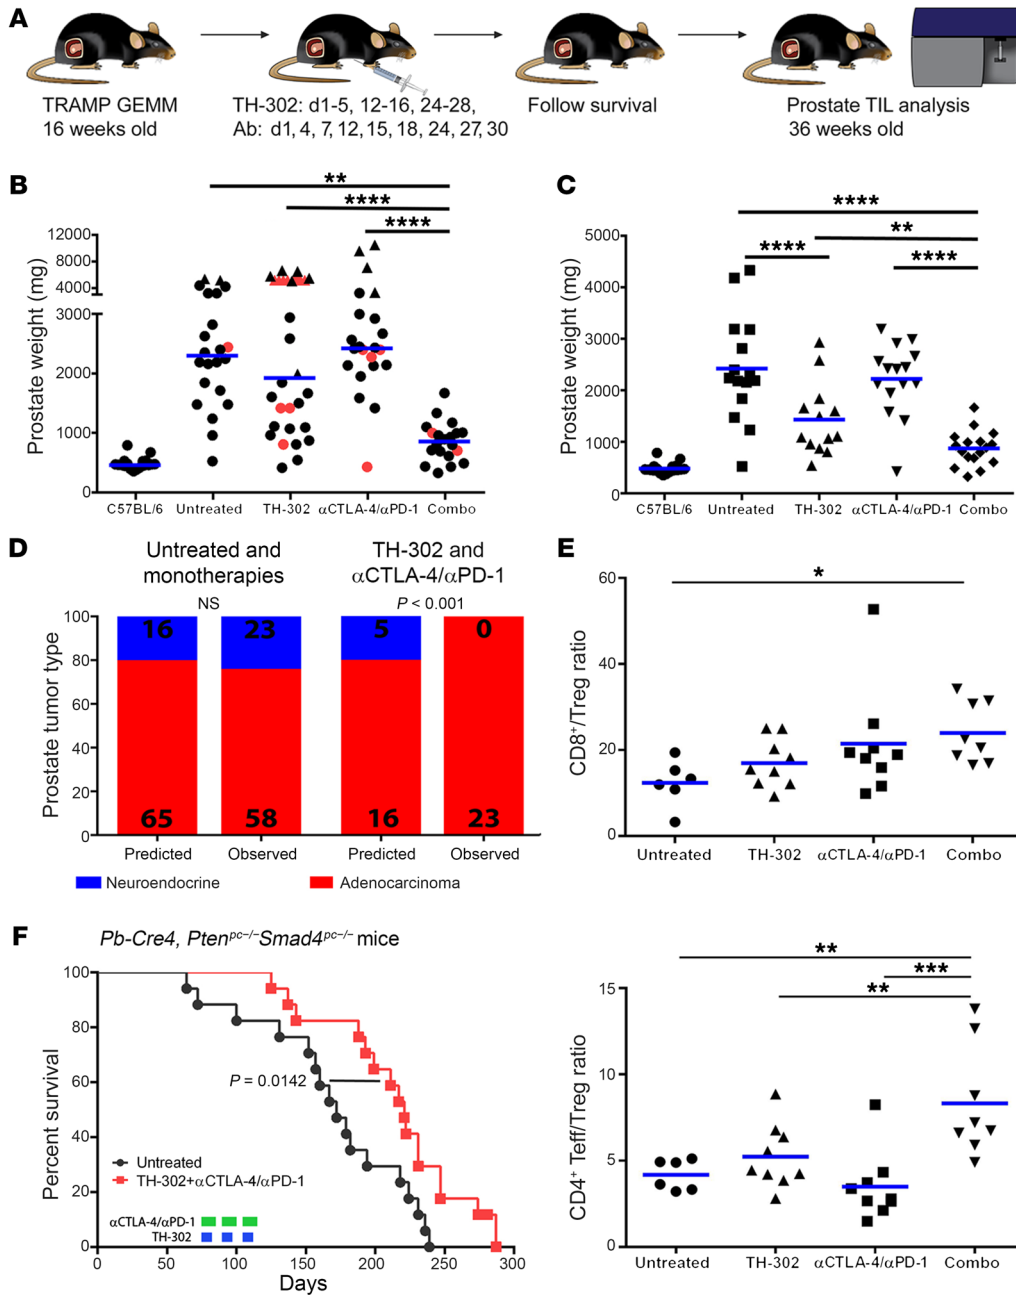 A
TRAMP GEMM
16 weeks old
TH-302: d1-5, 12-16, 24-28,
Ab: d1, 4, 7, 12, 15, 18, 24, 27, 30
Follow survival
Prostate TIL analysis
36 weeks old
B
**
****
****
Prostate weight (mg)
12000
8000
4000
3000
2000
1000
0
C57BL/6 Untreated TH-302 αCTLA-4/αPD-1 Combo
C
****
**
****
****
Prostate weight (mg)
5000
4000
3000
2000
1000
0
C57BL/6 Untreated TH-302 αCTLA-4/αPD-1 Combo
D
Untreated and
monotherapies
NS
TH-302 and
αCTLA-4/αPD-1
P < 0.001
Prostate tumor type
100
80
60
40
20
0
16 23 5 0
65 58 16 23
Predicted Observed Predicted Observed
Neuroendocrine Adenocarcinoma
E
*
CD8⁺/Treg ratio
60
40
20
0
Untreated TH-302 αCTLA-4/αPD-1 Combo
**
***
**
CD4⁺ Teff/Treg ratio
15
10
5
0
Untreated TH-302 αCTLA-4/αPD-1 Combo
F
Pb-Cre4, Ptenᵖᶜ⁻/⁻Smad4ᵖᶜ⁻/⁻ mice
Percent survival
100
80
60
40
20
0
P = 0.0142
Untreated
TH-302+αCTLA-4/αPD-1
αCTLA-4/αPD-1
TH-302
0 50 100 150 200 250 300
Days